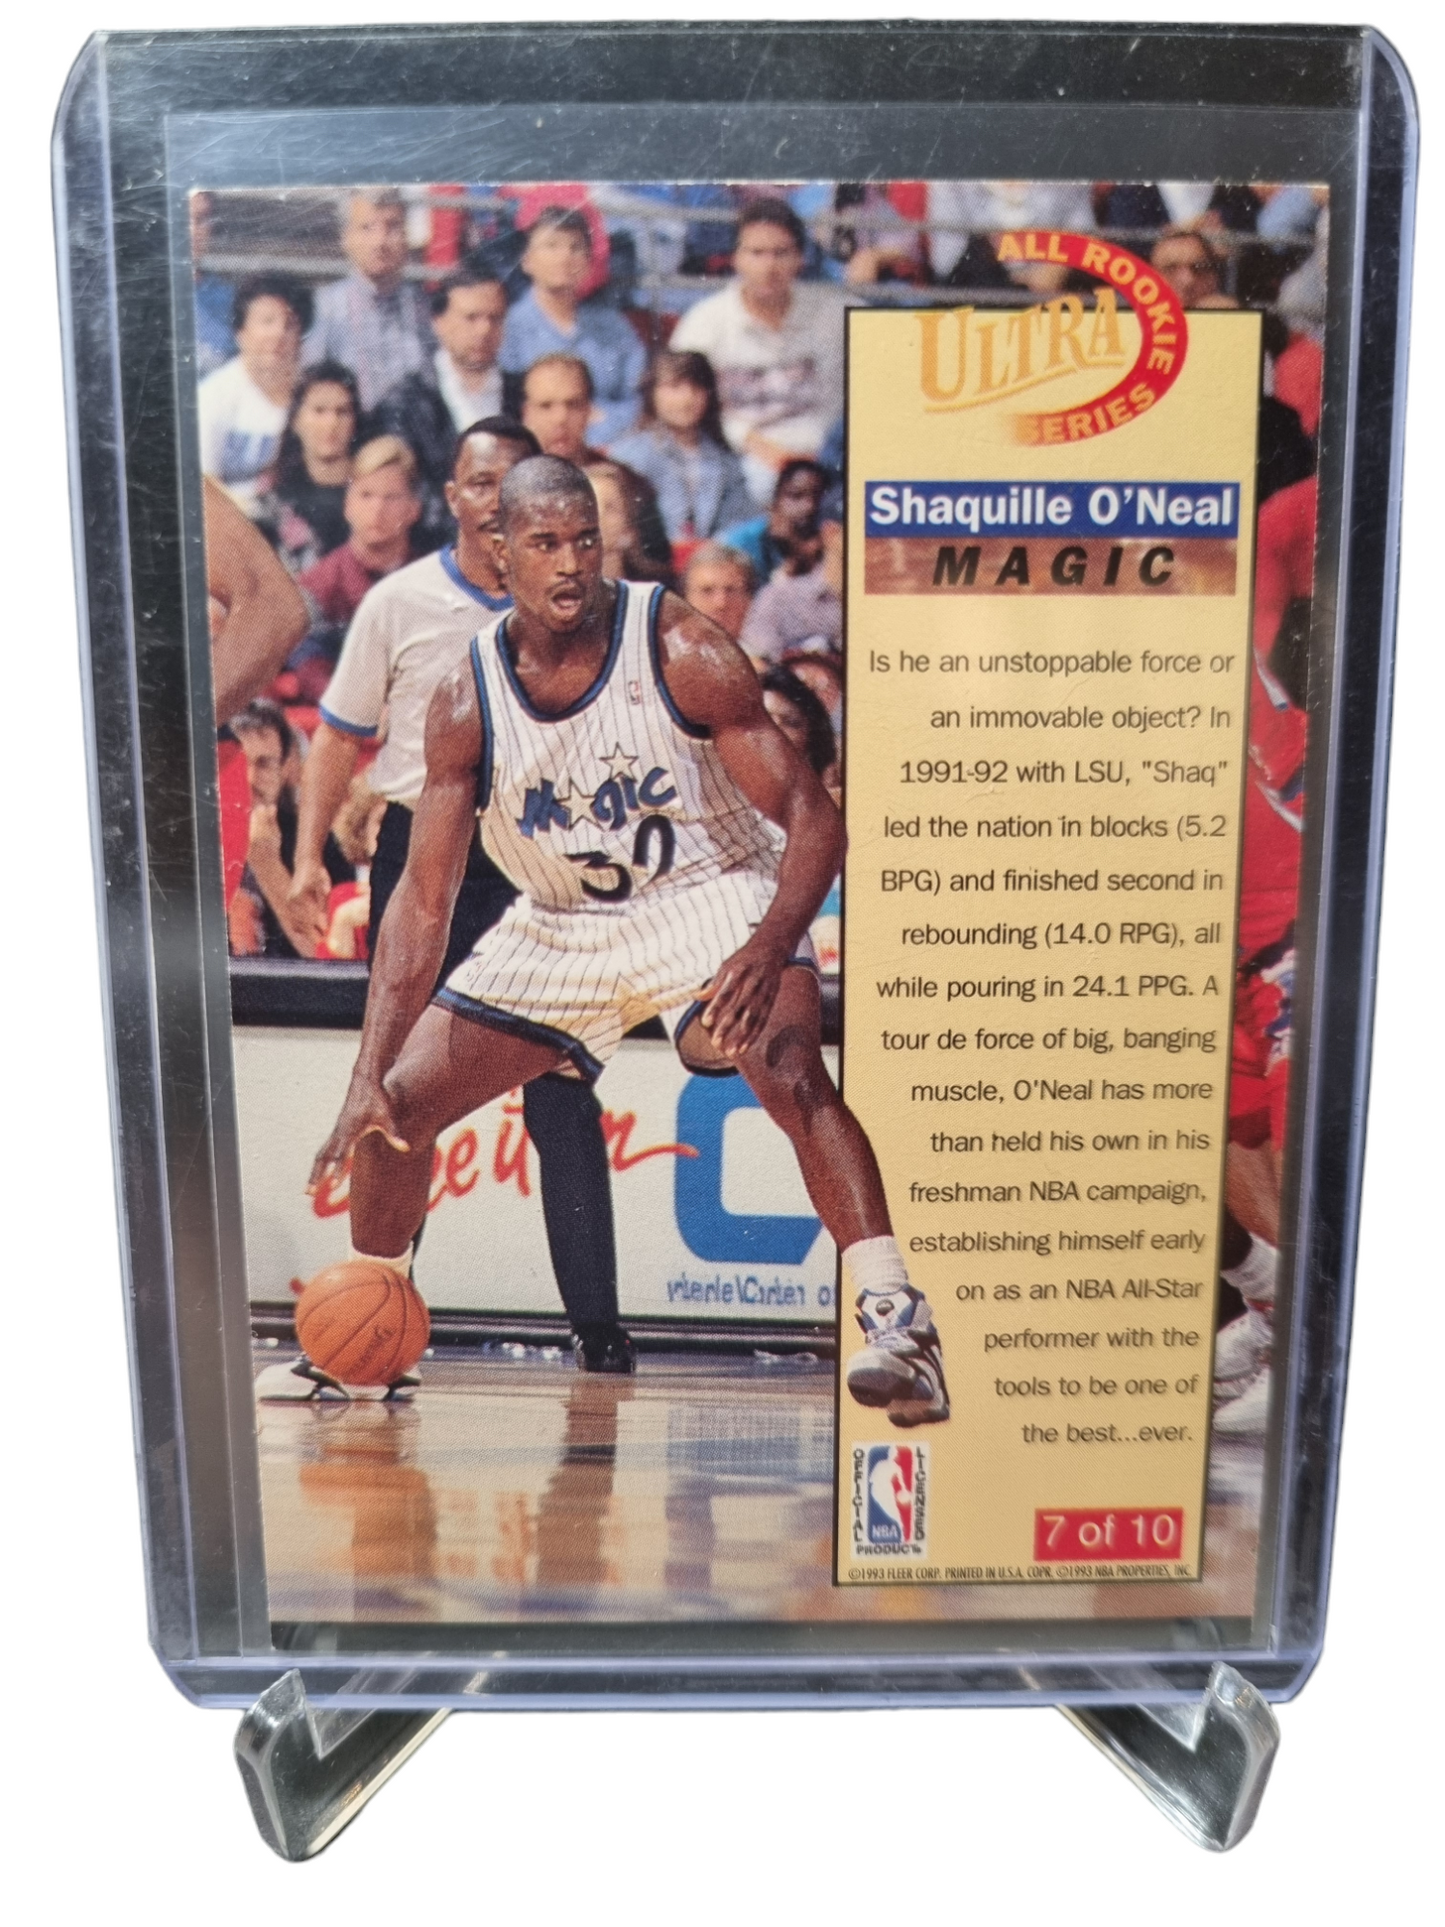 ALL ROOKIE
ULTRA
SERIES
Shaquille O'Neal
MAGIC
Is he an unstoppable force or
an immovable object? In
1991-92 with LSU, "Shaq"
led the nation in blocks (5.2
BPG) and finished second in
rebounding (14.0 RPG), all
while pouring in 24.1 PPG. A
tour de force of big, banging
muscle, O'Neal has more
than held his own in his
freshman NBA campaign,
establishing himself early
on as an NBA All-Star
performer with the
tools to be one of
the best...ever.
Magic
32
OFFICIAL
LICENSED
NBA
PRODUCT
7 of 10
©1993 FLEER CORP. PRINTED IN U.S.A. COPR. ©1993 NBA PROPERTIES, INC.